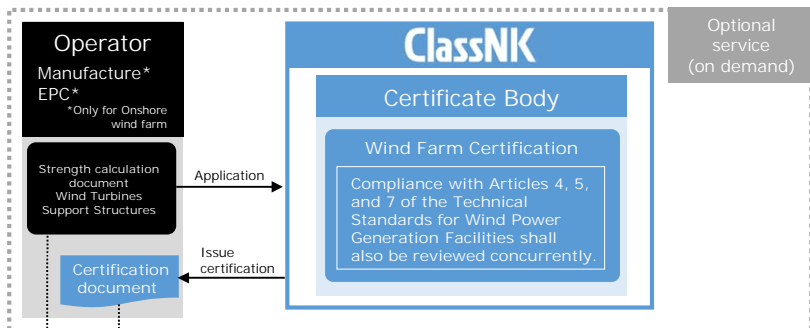 Operator
Manufacture*
EPC*
*Only for Onshore
wind farm
Strength calculation
document
Wind Turbines
Support Structures
Application
Issue
certification
Certification
document
ClassNK
Certificate Body
Wind Farm Certification
Compliance with Articles 4, 5,
and 7 of the Technical
Standards for Wind Power
Generation Facilities shall
also be reviewed concurrently.
Optional
service
(on demand)